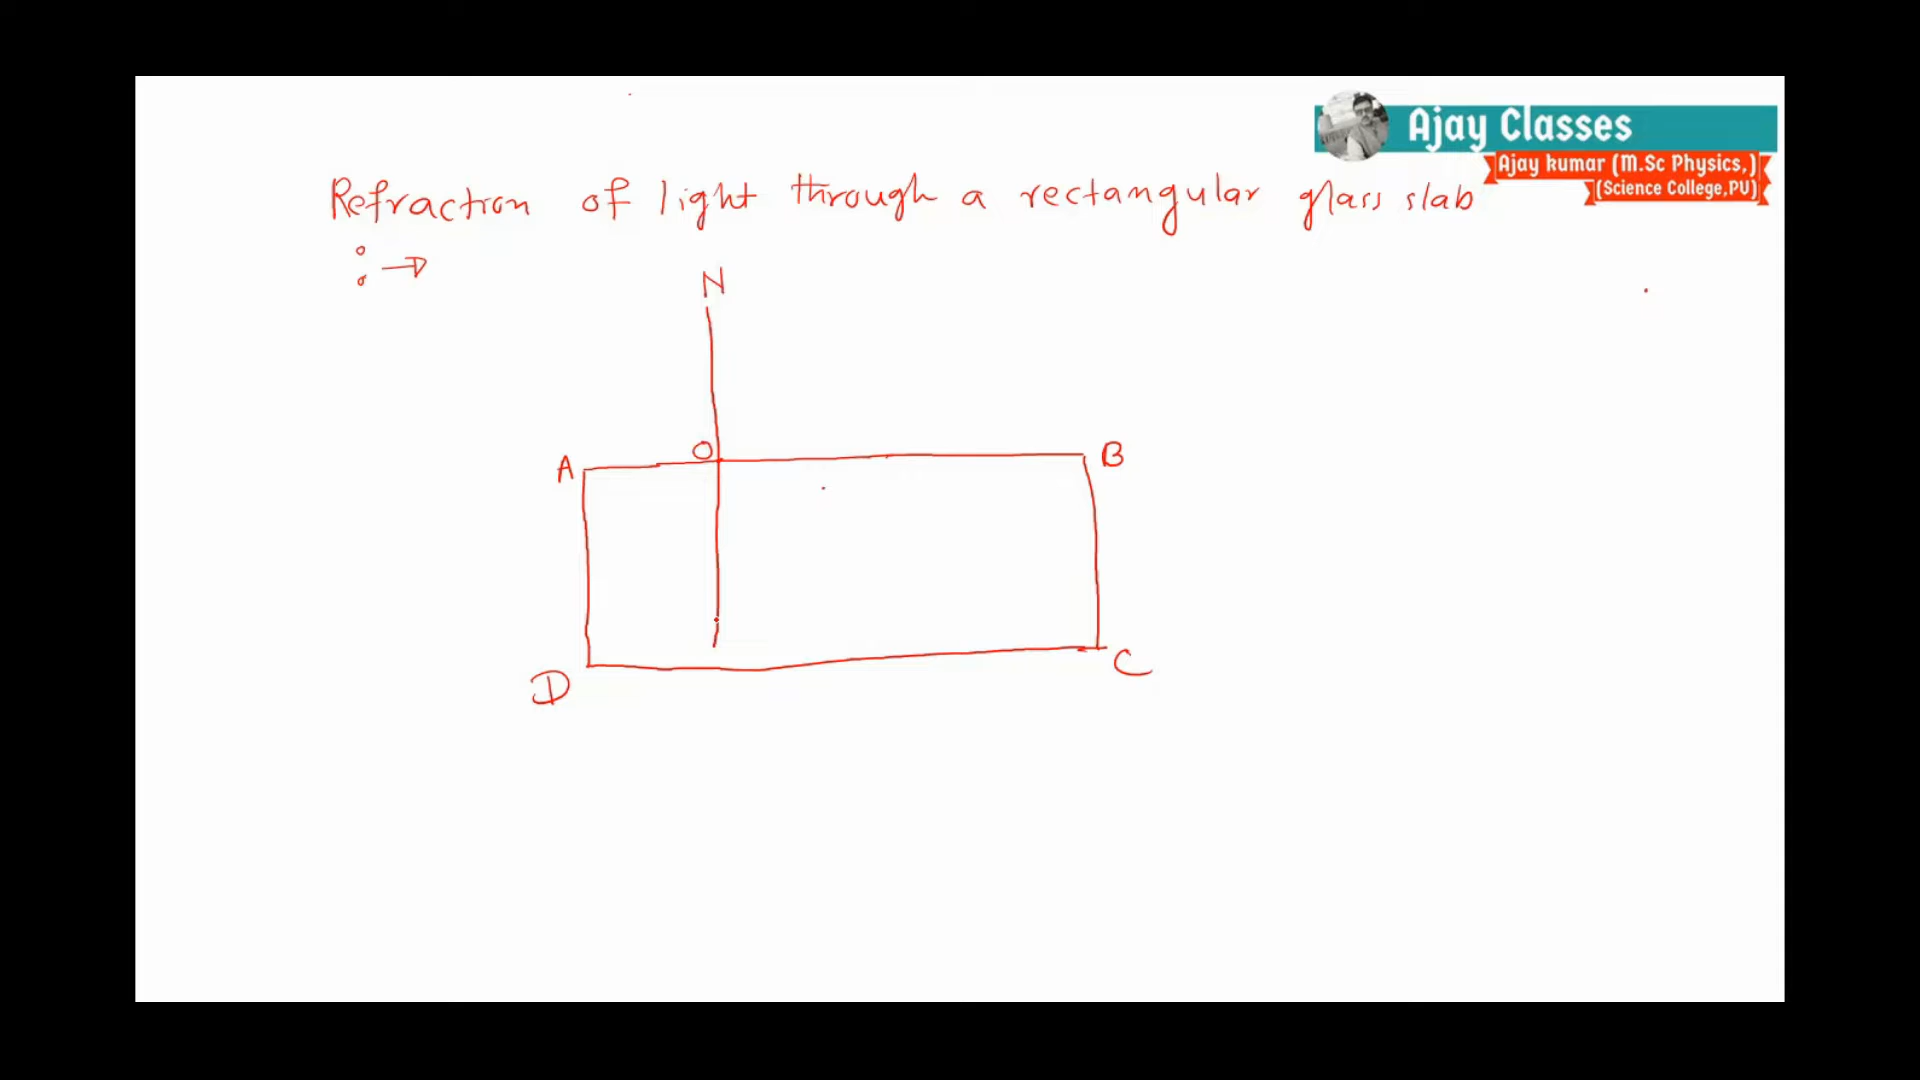 Ajay Classes
Ajay kumar (M.Sc Physics,)
(Science College,PU)
Refraction of light through a rectangular glass slab
:→
N
O
A
B
D
C